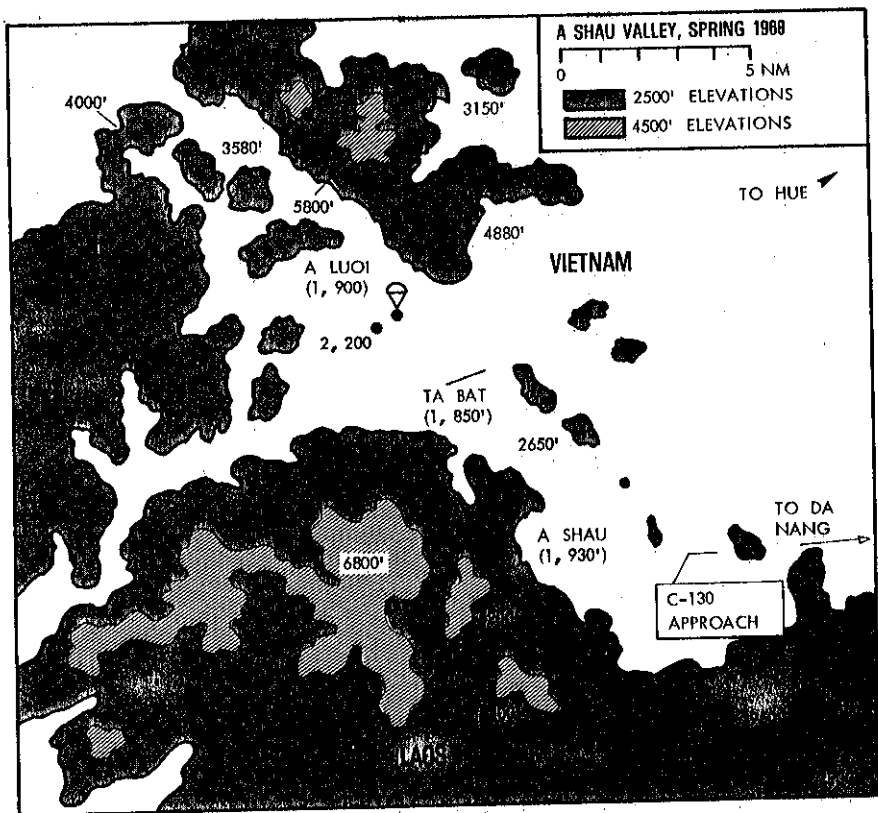 A SHAU VALLEY, SPRING 1968
0 5 NM
2500' ELEVATIONS
4500' ELEVATIONS
4000'
3150'
3580'
TO HUE
5800'
4880'
A LUOI
(1, 900)
VIETNAM
2, 200
TA BAT
(1, 850')
2650'
A SHAU
(1, 930')
TO DA
NANG
6800'
C-130
APPROACH
LAOS